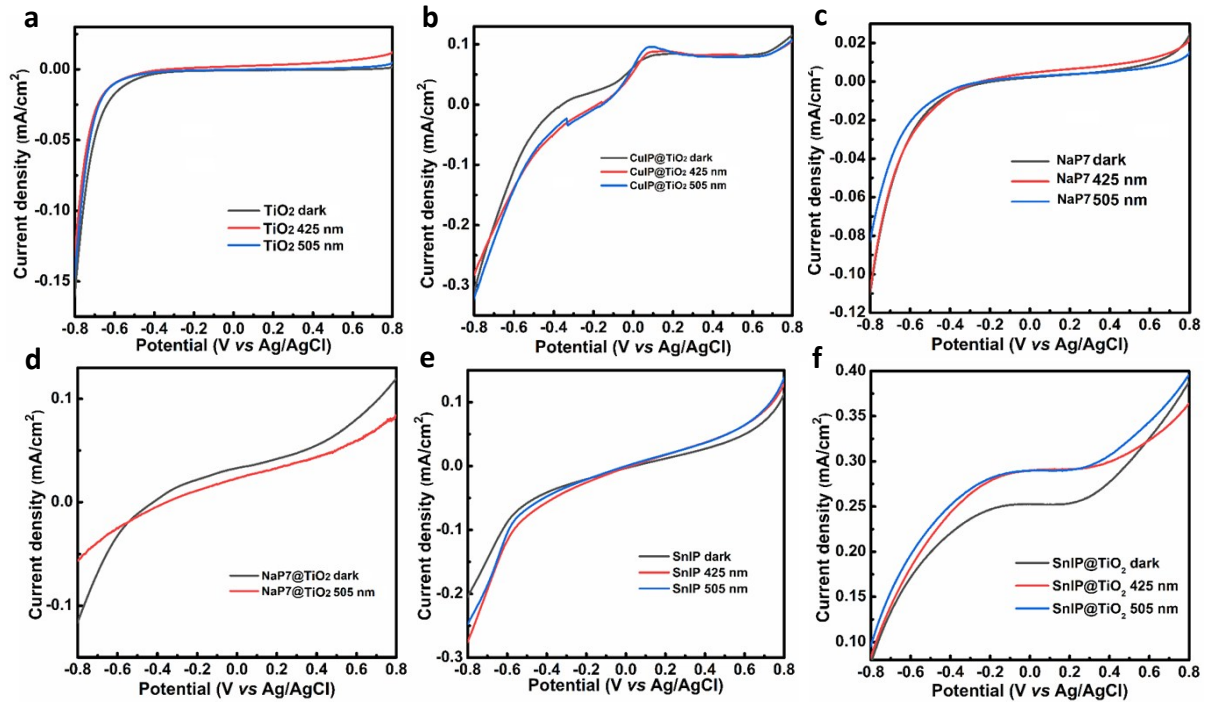 a
Current density (mA/cm²)
0.00
-0.05
-0.10
-0.15
TiO₂ dark
TiO₂ 425 nm
TiO₂ 505 nm
-0.8 -0.6 -0.4 -0.2 0.0 0.2 0.4 0.6 0.8
Potential (V vs Ag/AgCl)
b
Current density (mA/cm²)
0.1
0.0
-0.1
-0.2
-0.3
CuIP@TiO₂ dark
CuIP@TiO₂ 425 nm
CuIP@TiO₂ 505 nm
-0.8 -0.6 -0.4 -0.2 0.0 0.2 0.4 0.6 0.8
Potential (V vs Ag/AgCl)
c
Current density (mA/cm²)
0.02
0.00
-0.02
-0.04
-0.06
-0.08
-0.10
-0.12
NaP7 dark
NaP7 425 nm
NaP7 505 nm
-0.8 -0.6 -0.4 -0.2 0.0 0.2 0.4 0.6 0.8
Potential (V vs Ag/AgCl)
d
Current density (mA/cm²)
0.1
0.0
-0.1
NaP7@TiO₂ dark
NaP7@TiO₂ 505 nm
-0.8 -0.6 -0.4 -0.2 0.0 0.2 0.4 0.6 0.8
Potential (V vs Ag/AgCl)
e
Current density (mA/cm²)
0.1
0.0
-0.1
-0.2
-0.3
SnIP dark
SnIP 425 nm
SnIP 505 nm
-0.8 -0.6 -0.4 -0.2 0.0 0.2 0.4 0.6 0.8
Potential (V vs Ag/AgCl)
f
Current density (mA/cm²)
0.40
0.35
0.30
0.25
0.20
0.15
0.10
SnIP@TiO₂ dark
SnIP@TiO₂ 425 nm
SnIP@TiO₂ 505 nm
-0.8 -0.6 -0.4 -0.2 0.0 0.2 0.4 0.6 0.8
Potential (V vs Ag/AgCl)